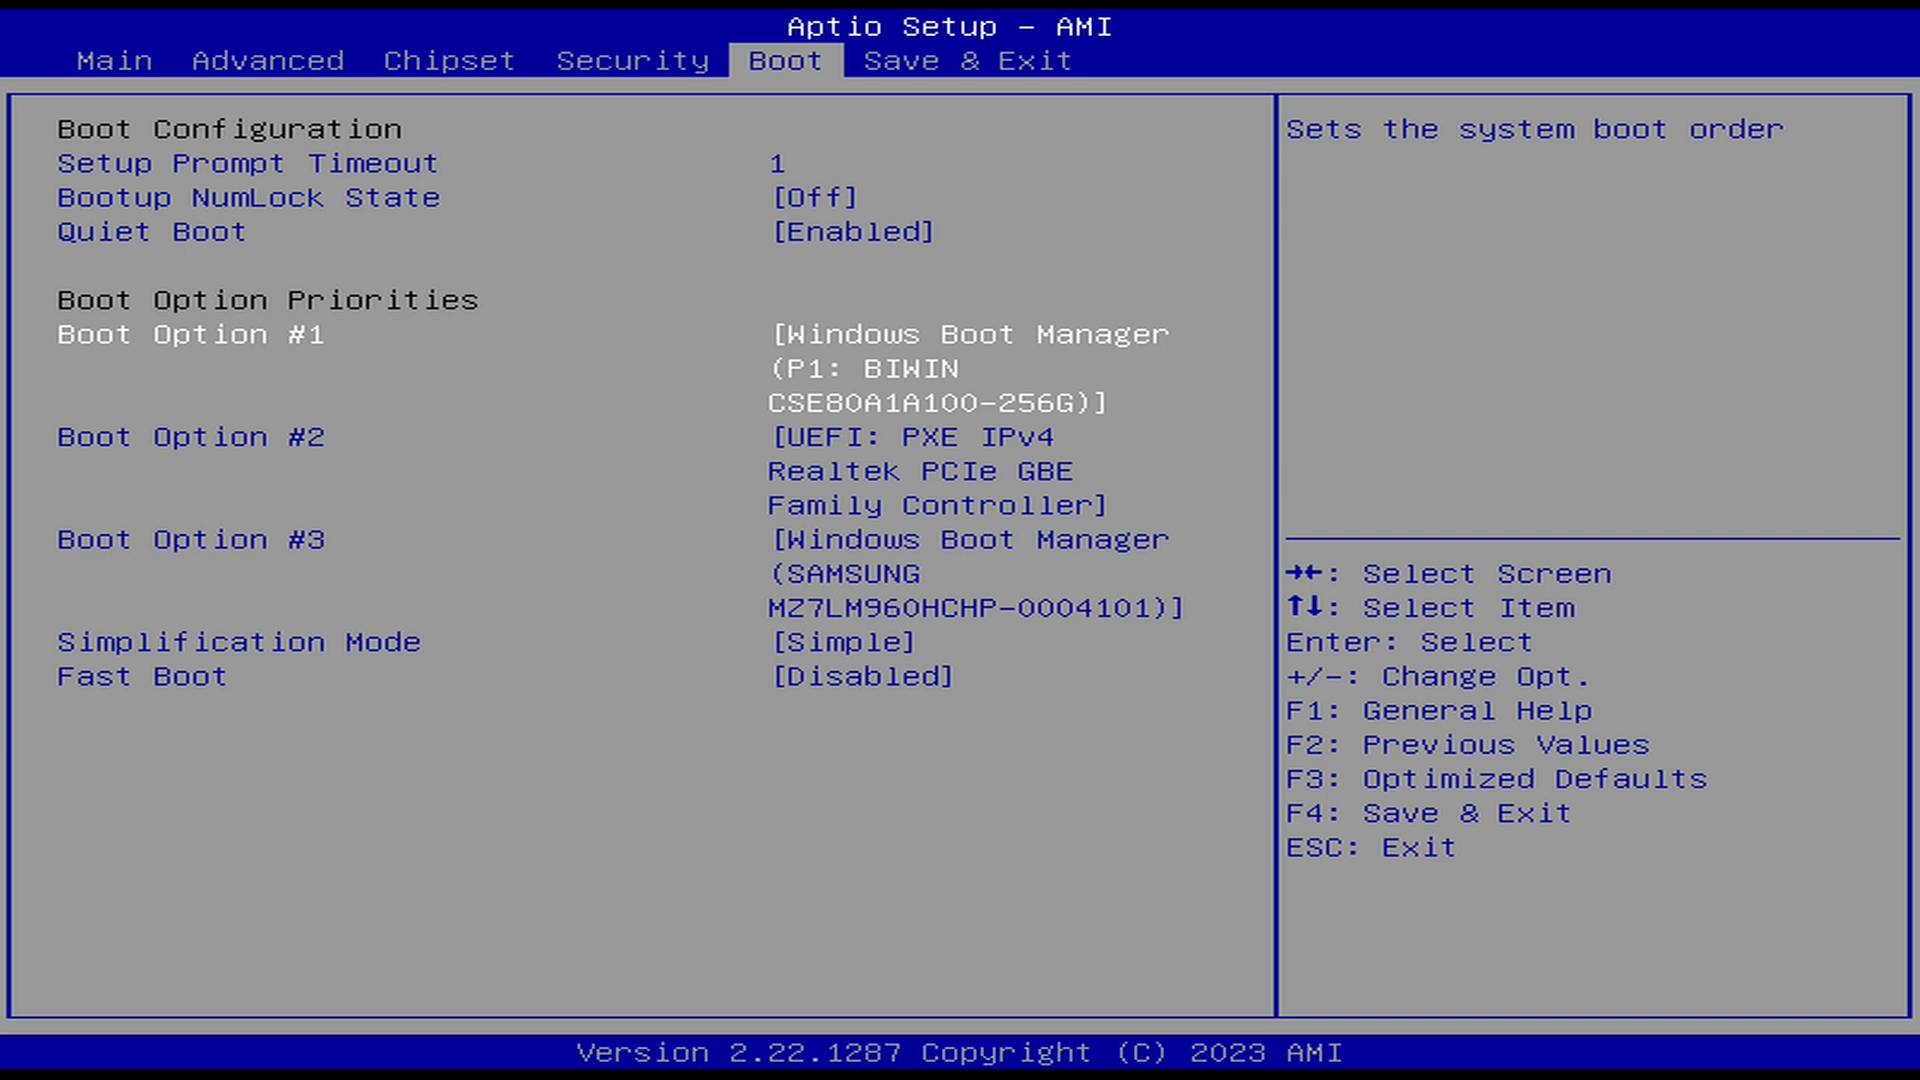 Aptio Setup – AMI
Main Advanced Chipset Security Boot Save & Exit
Boot Configuration
Setup Prompt Timeout 1
Bootup NumLock State [Off]
Quiet Boot [Enabled]
Boot Option Priorities
Boot Option #1 [Windows Boot Manager
(P1: BIWIN
CSE80A1A100-256G)]
Boot Option #2 [UEFI: PXE IPv4
Realtek PCIe GBE
Family Controller]
Boot Option #3 [Windows Boot Manager
(SAMSUNG
MZ7LM960HCHP-0004101)]
Simplification Mode [Simple]
Fast Boot [Disabled]
Sets the system boot order
→←: Select Screen
↑↓: Select Item
Enter: Select
+/-: Change Opt.
F1: General Help
F2: Previous Values
F3: Optimized Defaults
F4: Save & Exit
ESC: Exit
Version 2.22.1287 Copyright (C) 2023 AMI